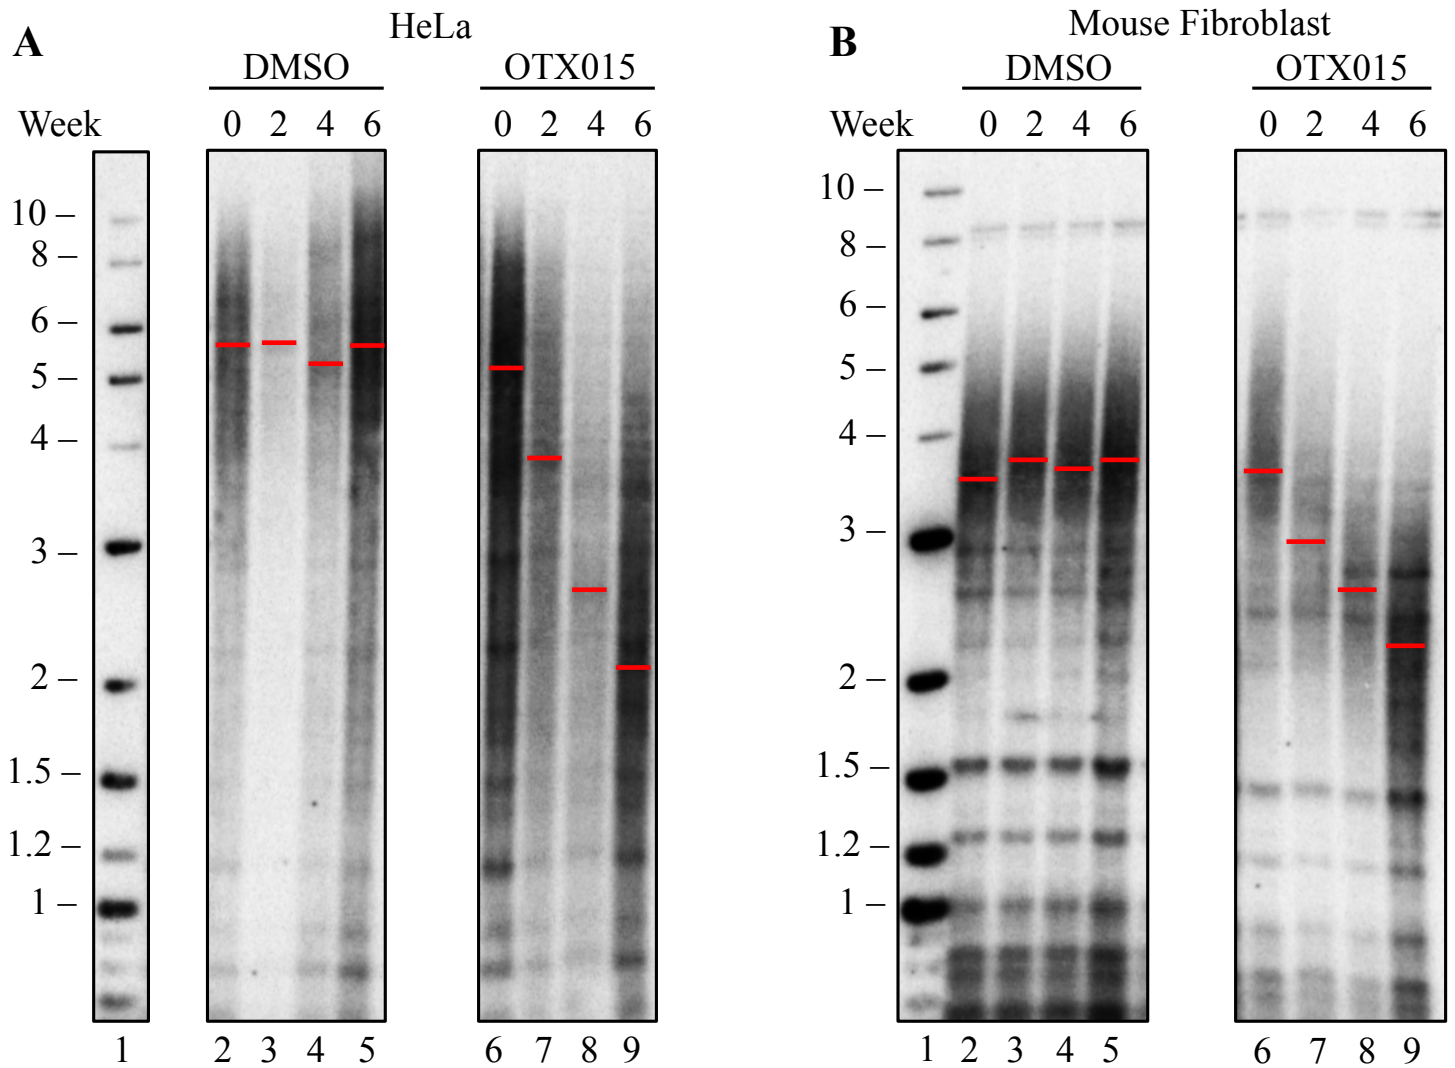 A
HeLa
DMSO
OTX015
Week
0 2 4 6
0 2 4 6
10 –
8 –
6 –
5 –
4 –
3 –
2 –
1.5 –
1.2 –
1 –
1
2 3 4 5
6 7 8 9
B
Mouse Fibroblast
DMSO
OTX015
Week
0 2 4 6
0 2 4 6
10 –
8 –
6 –
5 –
4 –
3 –
2 –
1.5 –
1.2 –
1 –
1 2 3 4 5
6 7 8 9